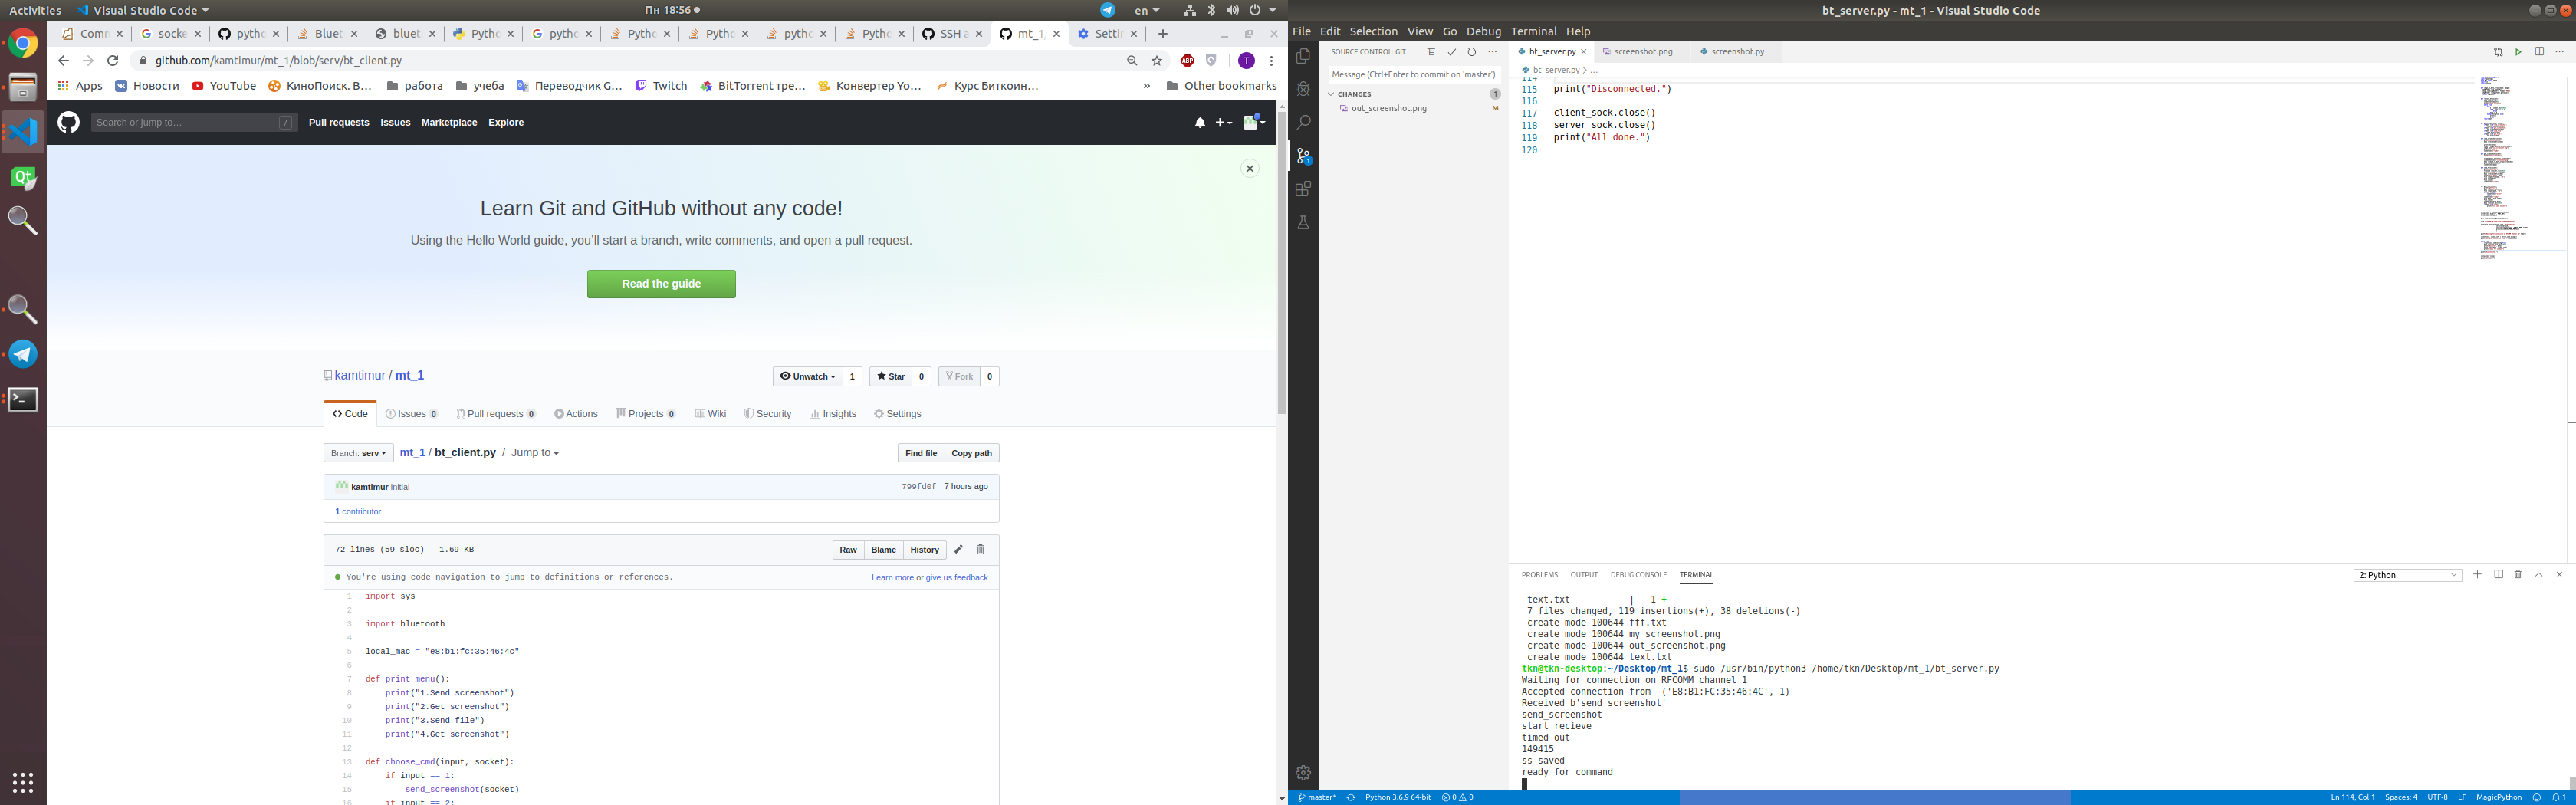 Activities
Visual Studio Code
Пн 18:56
en
bt_server.py - mt_1 - Visual Studio Code
Comm
socke
pytho
Bluet
bluet
Pytho
pytho
Pytho
Pytho
pytho
Pytho
SSH a
mt_1/
Setti
github.com/kamtimur/mt_1/blob/serv/bt_client.py
ABP
T
Apps
Новости
YouTube
КиноПоиск. В…
работа
учеба
Переводчик G…
Twitch
BitTorrent тре…
Конвертер Yo…
Курс Биткоин…
»
Other bookmarks
Search or jump to…
/
Pull requests
Issues
Marketplace
Explore
Learn Git and GitHub without any code!
Using the Hello World guide, you’ll start a branch, write comments, and open a pull request.
Read the guide
kamtimur / mt_1
Unwatch 1
Star 0
Fork 0
Code
Issues 0
Pull requests 0
Actions
Projects 0
Wiki
Security
Insights
Settings
Branch: serv
mt_1 / bt_client.py / Jump to
Find file
Copy path
kamtimur initial
799fd0f 7 hours ago
1 contributor
72 lines (59 sloc) 1.69 KB
Raw
Blame
History
You're using code navigation to jump to definitions or references.
Learn more or give us feedback
1 import sys
2
3 import bluetooth
4
5 local_mac = "e8:b1:fc:35:46:4c"
6
7 def print_menu():
8 print("1.Send screenshot")
9 print("2.Get screenshot")
10 print("3.Send file")
11 print("4.Get screenshot")
12
13 def choose_cmd(input, socket):
14 if input == 1:
15 send_screenshot(socket)
16 if input == 2:
File Edit Selection View Go Debug Terminal Help
SOURCE CONTROL: GIT
Message (Ctrl+Enter to commit on 'master')
CHANGES 1
out_screenshot.png M
1
bt_server.py
screenshot.png
screenshot.py
bt_server.py > ...
114
115 print("Disconnected.")
116
117 client_sock.close()
118 server_sock.close()
119 print("All done.")
120
PROBLEMS OUTPUT DEBUG CONSOLE TERMINAL
2: Python
text.txt | 1 +
7 files changed, 119 insertions(+), 38 deletions(-)
create mode 100644 fff.txt
create mode 100644 my_screenshot.png
create mode 100644 out_screenshot.png
create mode 100644 text.txt
tkn@tkn-desktop:~/Desktop/mt_1$ sudo /usr/bin/python3 /home/tkn/Desktop/mt_1/bt_server.py
Waiting for connection on RFCOMM channel 1
Accepted connection from ('E8:B1:FC:35:46:4C', 1)
Received b'send_screenshot'
send_screenshot
start recieve
timed out
149415
ss saved
ready for command
master*
Python 3.6.9 64-bit
0 0
Ln 114, Col 1
Spaces: 4
UTF-8
LF
MagicPython
1